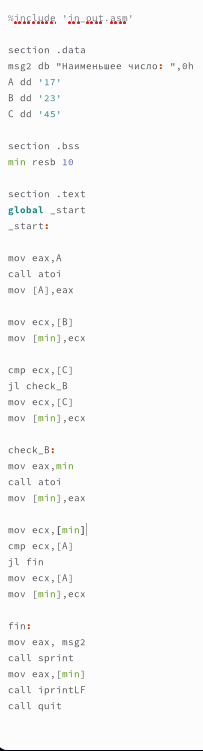 %include 'in_out.asm'
section .data
msg2 db "Наименьшее число: ",0h
A dd '17'
B dd '23'
C dd '45'
section .bss
min resb 10
section .text
global _start
_start:
mov eax,A
call atoi
mov [A],eax
mov ecx,[B]
mov [min],ecx
cmp ecx,[C]
jl check_B
mov ecx,[C]
mov [min],ecx
check_B:
mov eax,min
call atoi
mov [min],eax
mov ecx,[min]
cmp ecx,[A]
jl fin
mov ecx,[A]
mov [min],ecx
fin:
mov eax, msg2
call sprint
mov eax,[min]
call iprintLF
call quit